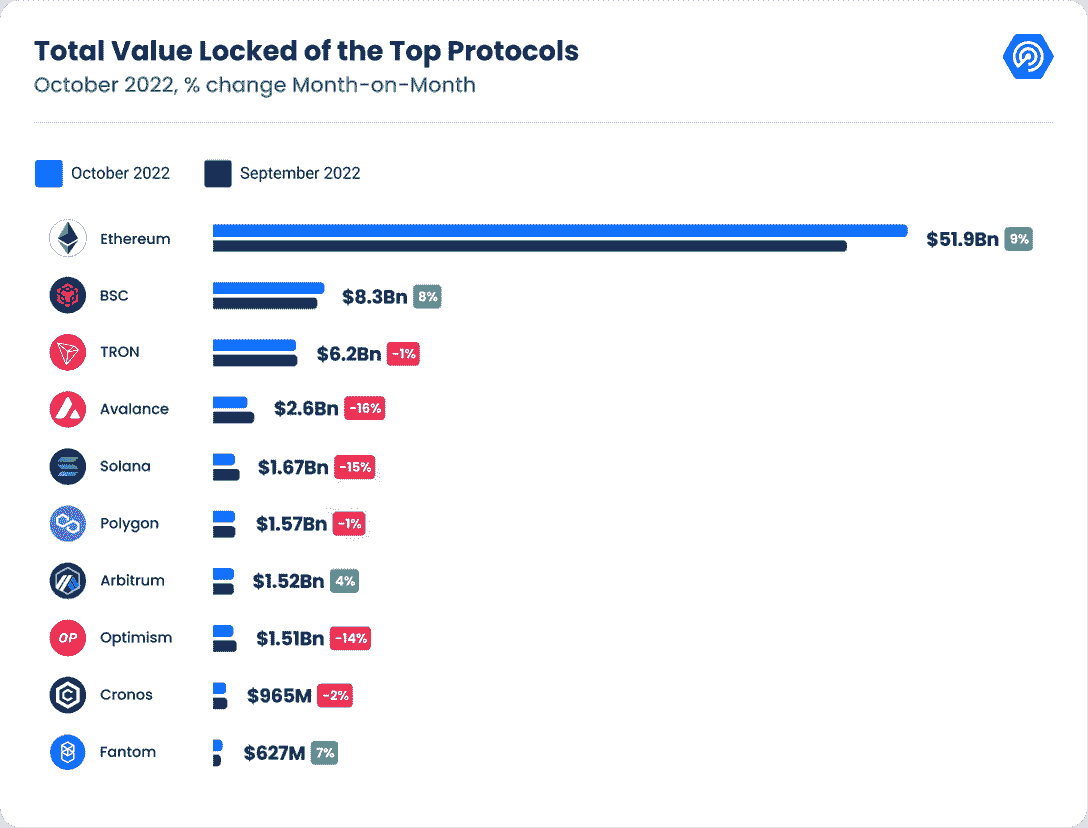 Total Value Locked of the Top Protocols
October 2022, % change Month-on-Month
October 2022 September 2022
Ethereum $51.9Bn 9%
BSC $8.3Bn 8%
TRON $6.2Bn -1%
Avalance $2.6Bn -16%
Solana $1.67Bn -15%
Polygon $1.57Bn -1%
Arbitrum $1.52Bn 4%
OP Optimism $1.51Bn -14%
Cronos $965M -2%
Fantom $627M 7%